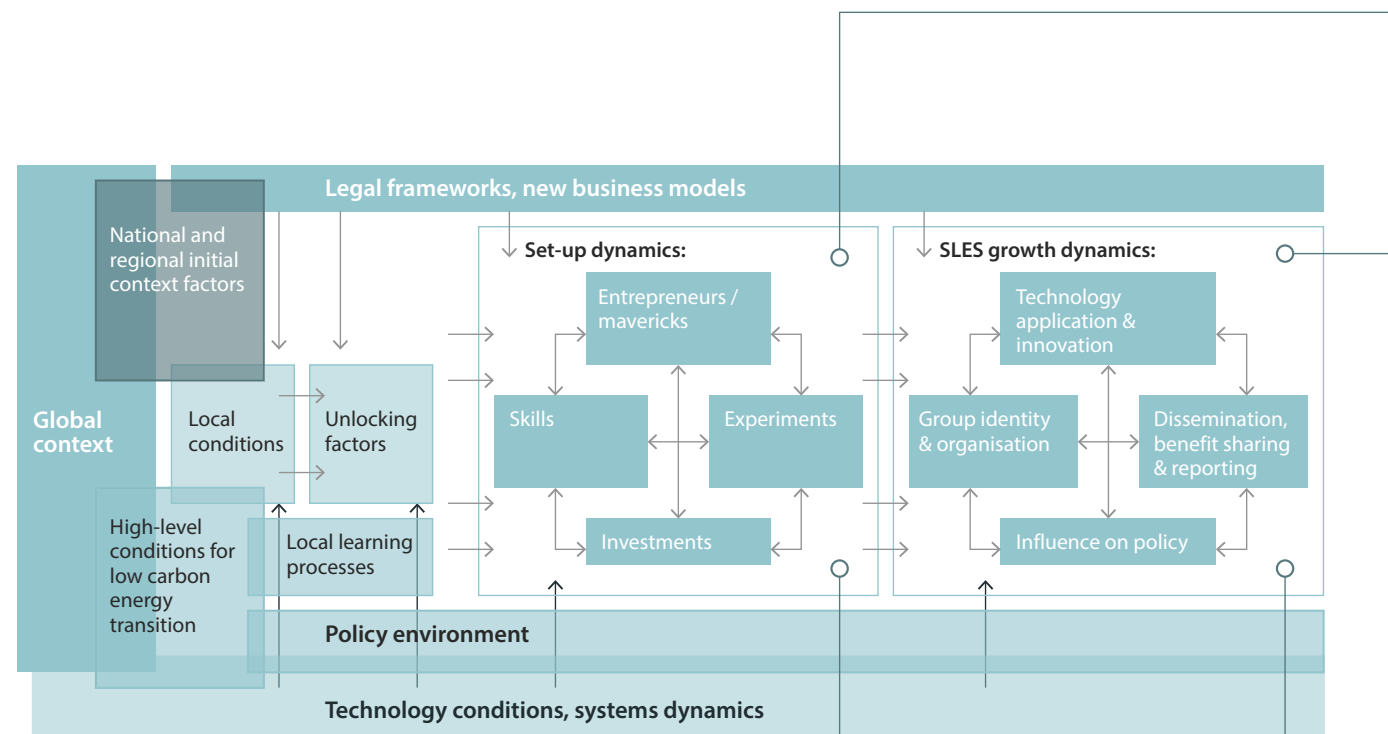 Legal frameworks, new business models
National and
regional initial
context factors
Global
context
Local
conditions
Unlocking
factors
High-level
conditions for
low carbon
energy
transition
Local learning
processes
Set-up dynamics:
Entrepreneurs /
mavericks
Skills
Experiments
Investments
SLES growth dynamics:
Technology
application &
innovation
Group identity
& organisation
Dissemination,
benefit sharing
& reporting
Influence on policy
Policy environment
Technology conditions, systems dynamics